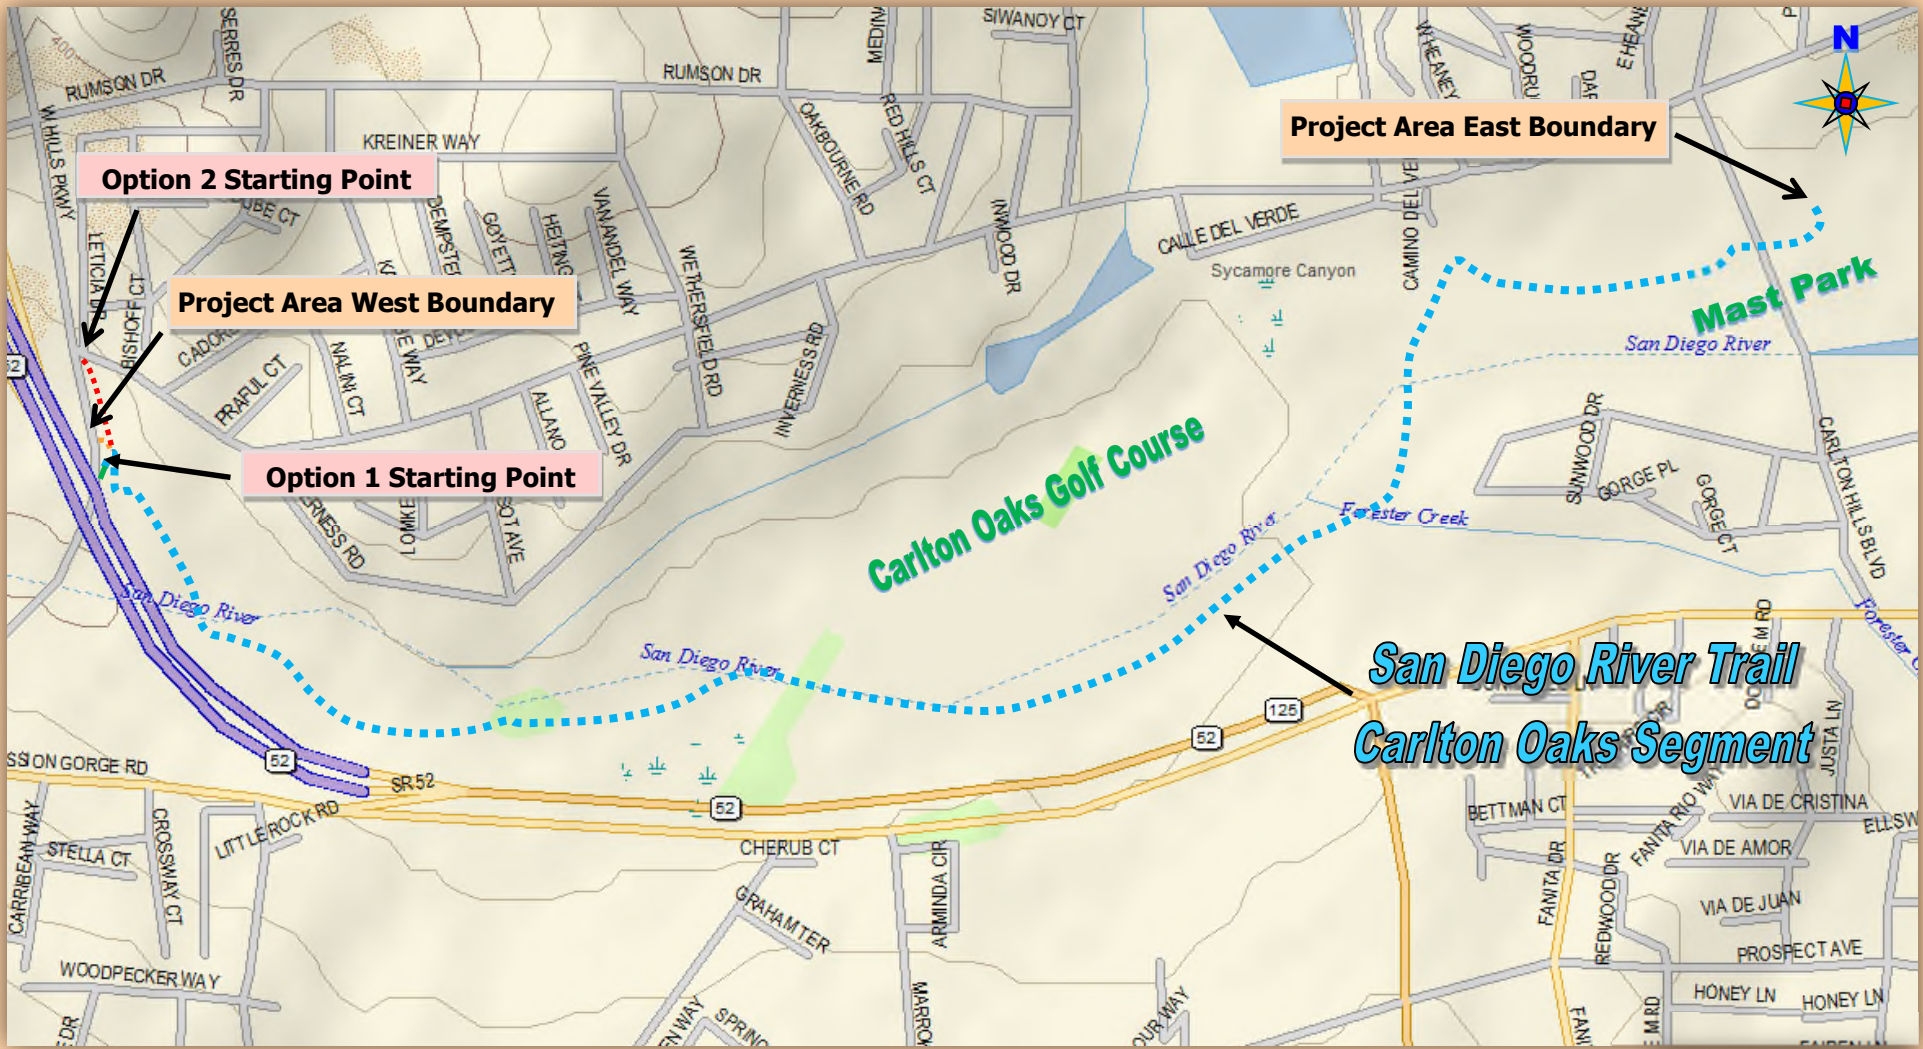 SIWANOY CT
N
400
SERRES DR
RUMSON DR
RUMSON DR
W HEANEY
Project Area East Boundary
W HILLS PKWY
KREINER WAY
OAKBOURNE RD
RED HILLS CT
Option 2 Starting Point
VAN ANDEL WAY
INWOOD DR
CALLE DEL VERDE
Sycamore Canyon
LETICIA DR
BISHOFF CT
Project Area West Boundary
WETHERSFIELD RD
Mast Park
San Diego River
52
PRAFUL CT
NALINI CT
PINE VALLEY DR
INVERNESS RD
SUNWOOD DR
Carlton Oaks Golf Course
CARLTON HILLS BLVD
GORGE PL
GORGE CT
Option 1 Starting Point
Forester Creek
San Diego River
San Diego River
San Diego River
San Diego River Trail
Carlton Oaks Segment
125
52
52
52
SR 52
JUSTA LN
LITTLE ROCK RD
BETTMAN CT
VIA DE CRISTINA
FANITA RIO WAY
CARRIBEAN WAY
STELLA CT
CROSSWAY CT
CHERUB CT
ARMINDA CIR
GRAHAM TER
FANITA DR
REDWOOD DR
VIA DE AMOR
VIA DE JUAN
PROSPECT AVE
WOODPECKER WAY
HONEY LN
HONEY LN